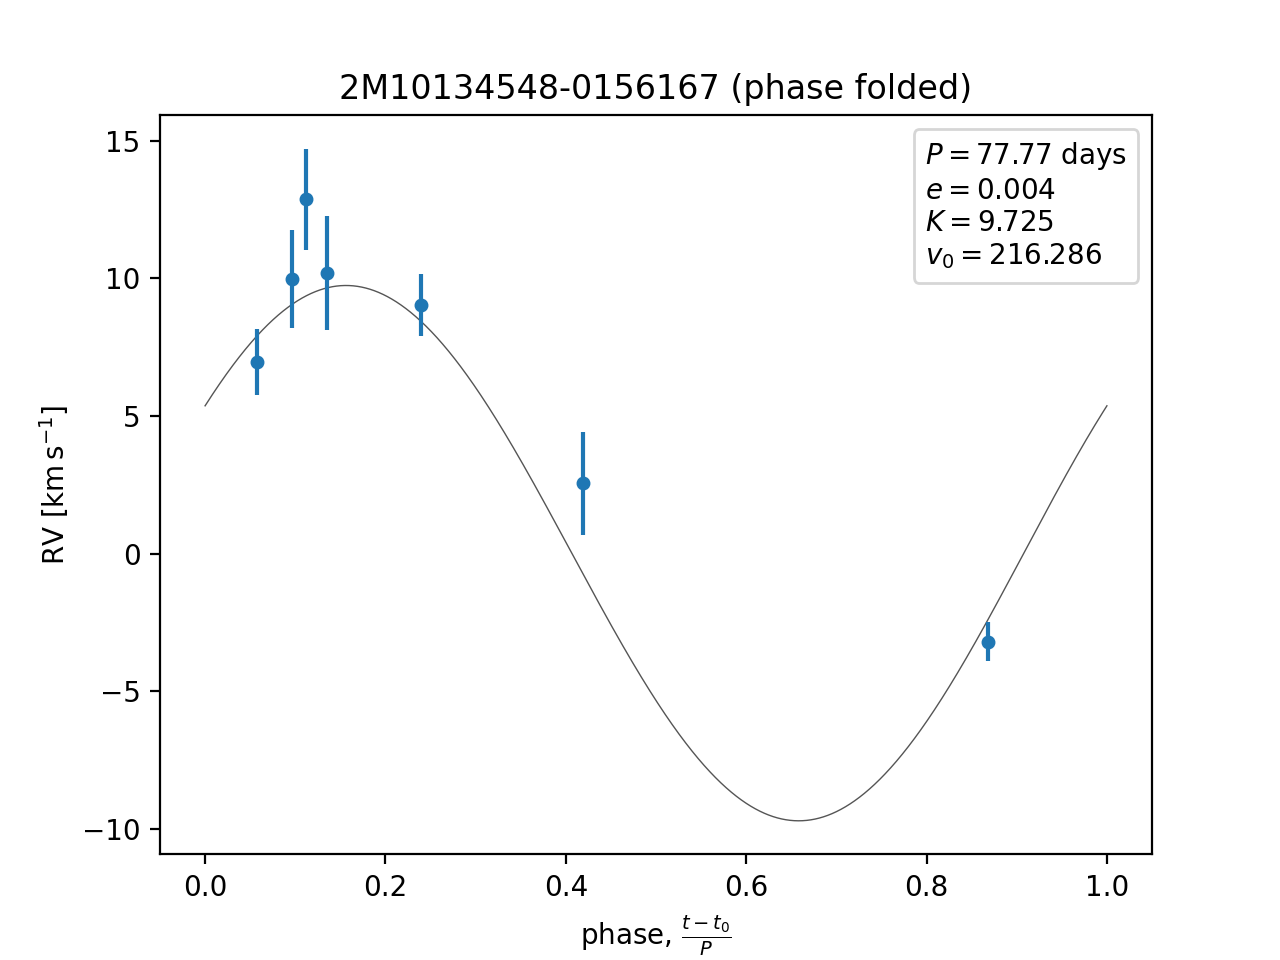 2M10134548-0156167 (phase folded)
P = 77.77 days
e = 0.004
K = 9.725
v₀ = 216.286
RV [km s⁻¹]
15
10
5
0
−5
−10
0.0 0.2 0.4 0.6 0.8 1.0
phase, (t − t₀)/P